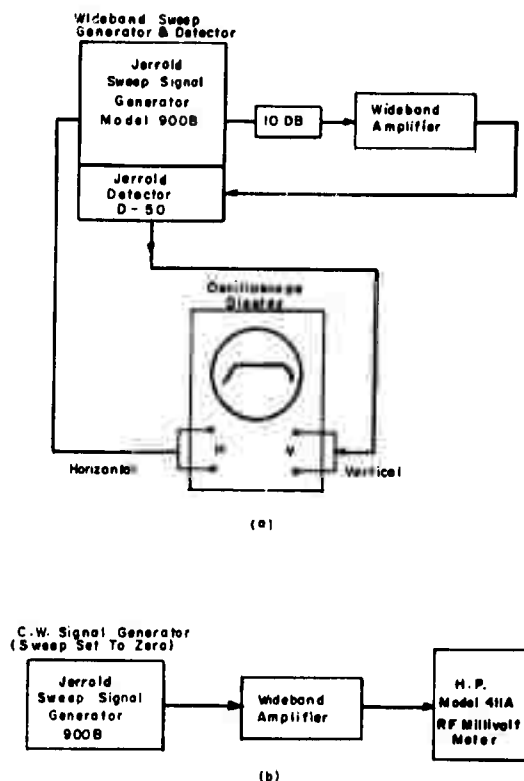 Wideband Sweep
Generator & Detector
Jerrold
Sweep Signal
Generator
Model 900B
10 DB
Wideband
Amplifier
Jerrold
Detector
D-50
Oscilloscope
H
V
Horizontal
Vertical
(a)
C.W. Signal Generator
(Sweep Set To Zero)
Jerrold
Sweep Signal
Generator
900B
Wideband
Amplifier
H.P.
Model 411A
RF Millivolt
Meter
(b)